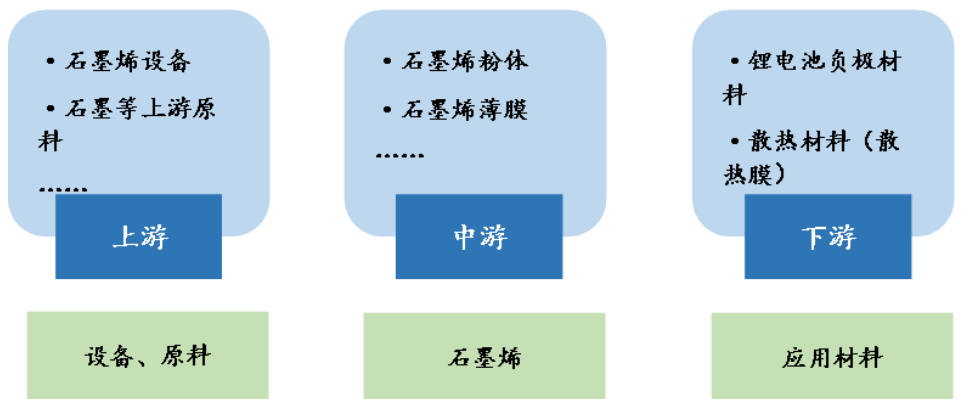 • 石墨烯设备
• 石墨等上游原
料
......
上游
设备、原料
• 石墨烯粉体
• 石墨烯薄膜
......
中游
石墨烯
• 锂电池负极材
料
• 散热材料（散
热膜）
下游
应用材料